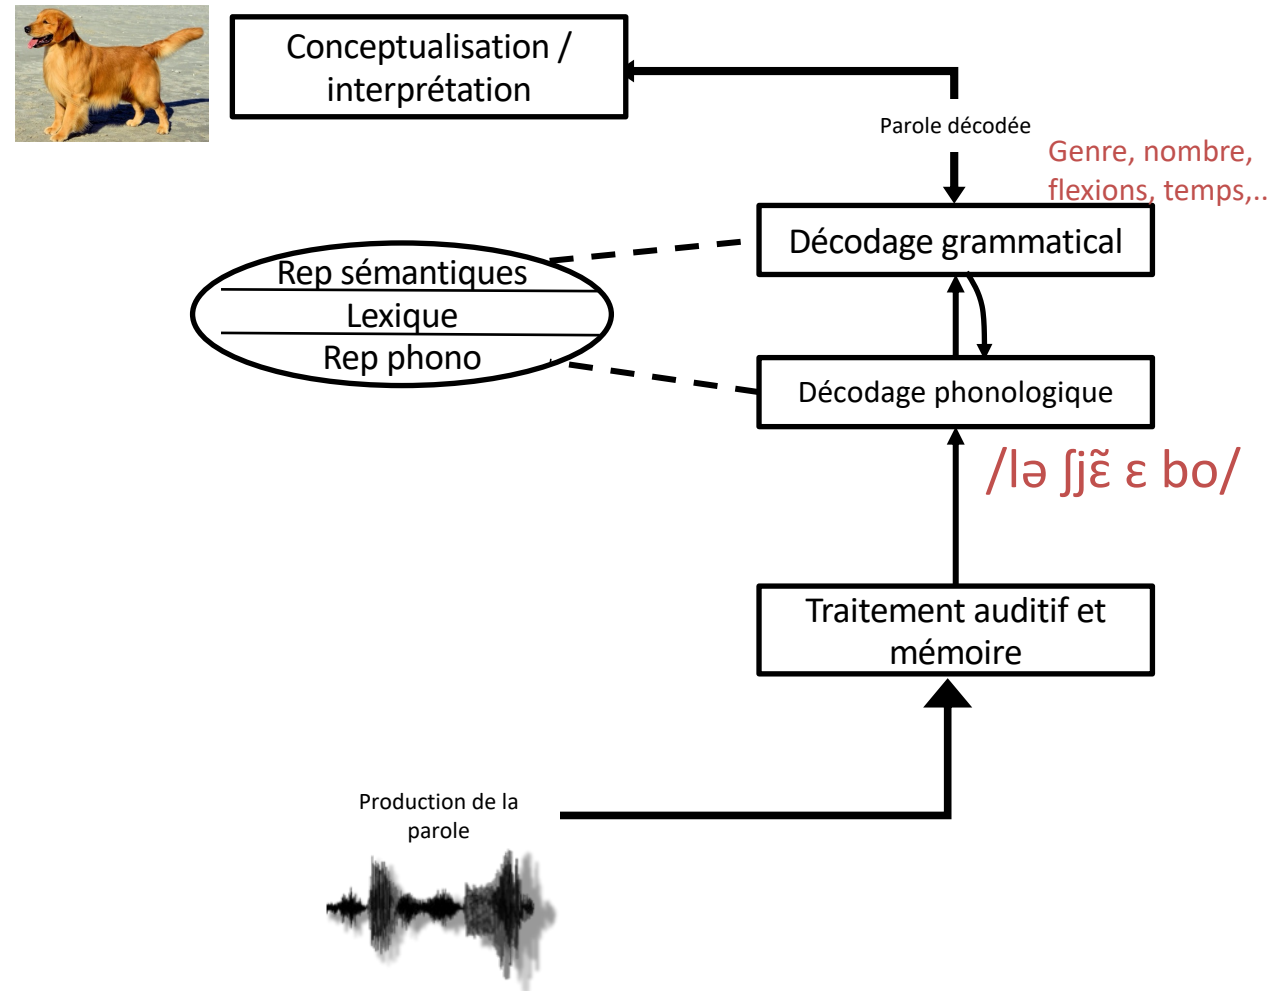 Conceptualisation /
interprétation
Parole décodée
Genre, nombre,
flexions, temps,..
Décodage grammatical
Rep sémantiques
Lexique
Rep phono
Décodage phonologique
/lə ʃjɛ̃ ɛ bo/
Traitement auditif et
mémoire
Production de la
parole